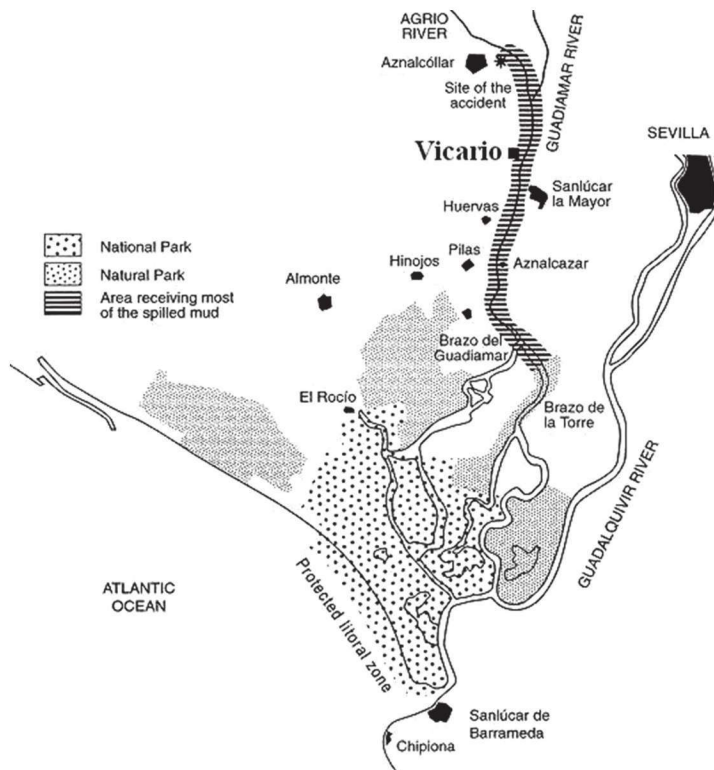 AGRIO
RIVER
Aznalcóllar
Site of the
accident
GUADIAMAR RIVER
SEVILLA
Vicario
Sanlúcar
la Mayor
Huervas
National Park
Natural Park
Area receiving most
of the spilled mud
Pilas
Hinojos
Aznalcazar
Almonte
Brazo del
Guadiamar
El Rocío
Brazo de
la Torre
GUADALQUIVIR RIVER
ATLANTIC
OCEAN
Protected litoral zone
Sanlúcar de
Barrameda
Chipiona